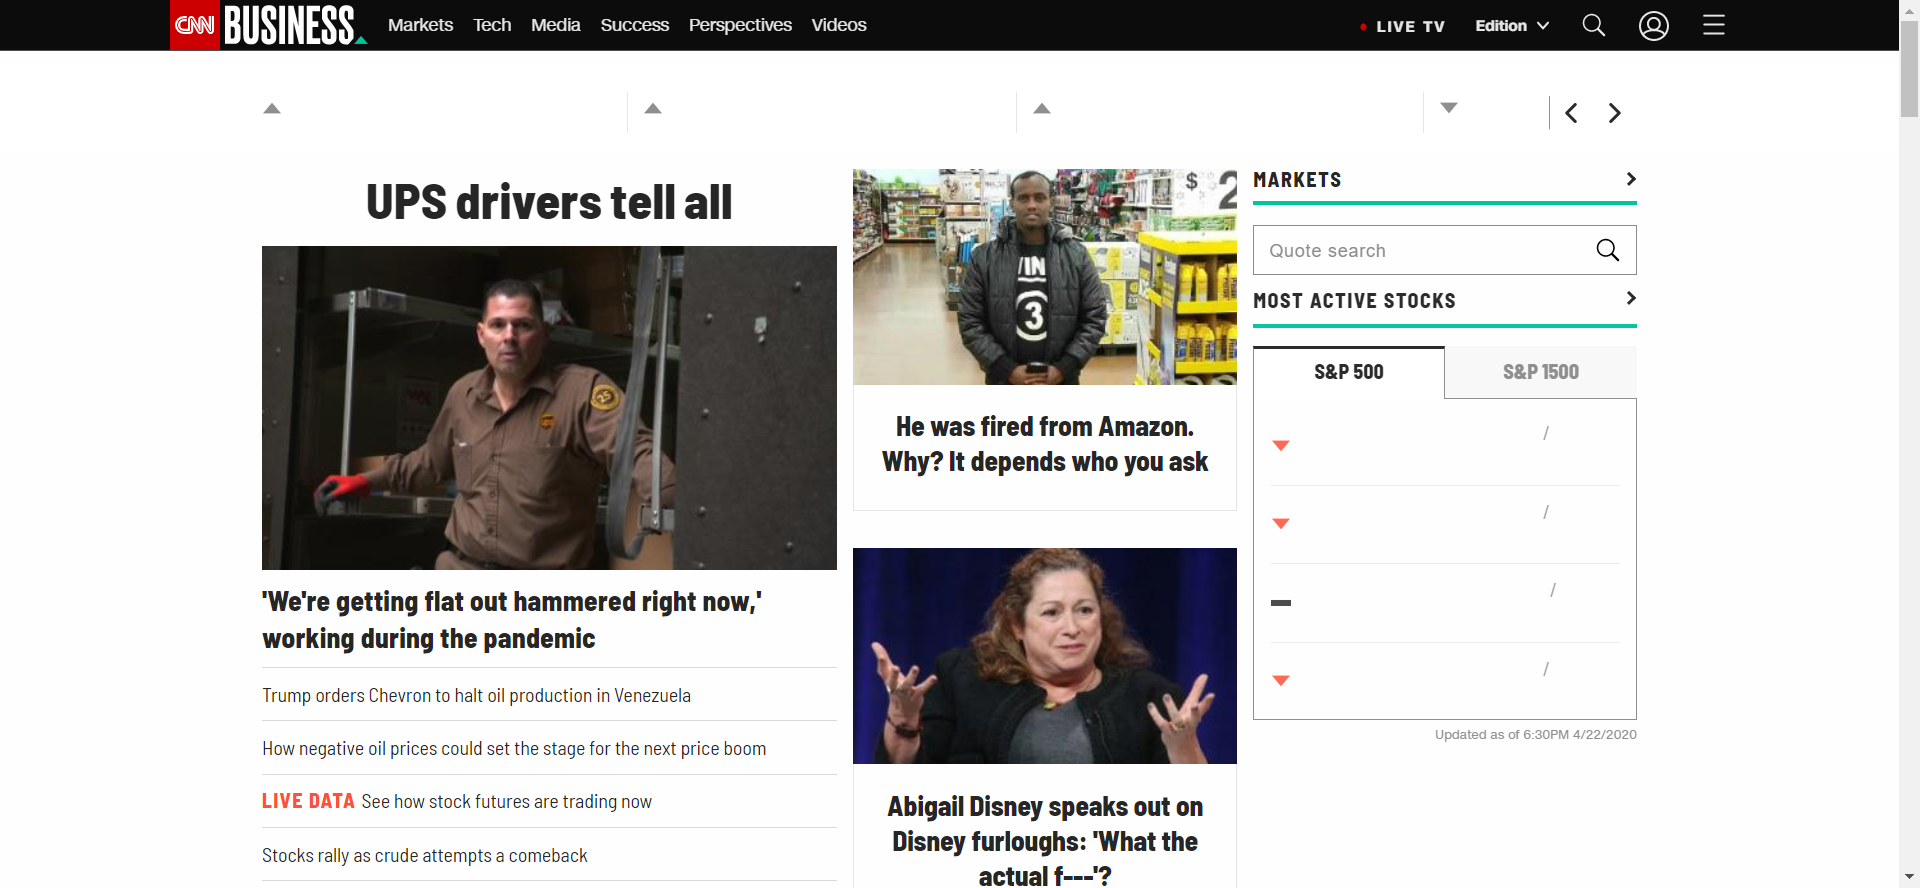 CNN BUSINESS
Markets
Tech
Media
Success
Perspectives
Videos
LIVE TV
Edition
UPS drivers tell all
25
'We're getting flat out hammered right now,'
working during the pandemic
Trump orders Chevron to halt oil production in Venezuela
How negative oil prices could set the stage for the next price boom
LIVE DATA See how stock futures are trading now
Stocks rally as crude attempts a comeback
$ 2
VIN
3
He was fired from Amazon.
Why? It depends who you ask
Abigail Disney speaks out on
Disney furloughs: 'What the
actual f---'?
MARKETS
Quote search
MOST ACTIVE STOCKS
S&P 500
S&P 1500
/
/
/
/
Updated as of 6:30PM 4/22/2020